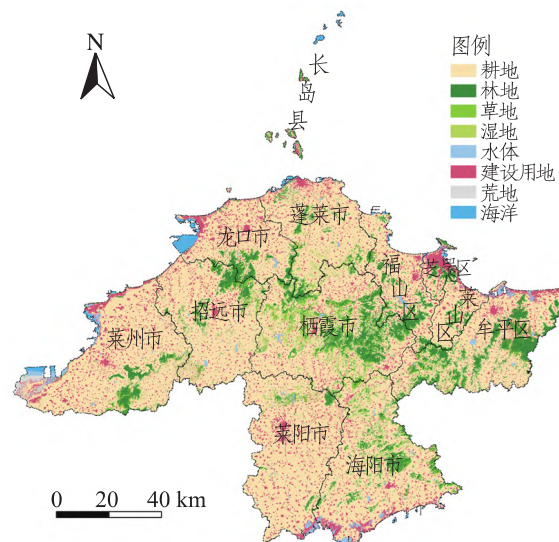 N
图例
耕地
林地
草地
湿地
水体
建设用地
荒地
海洋
长岛县
蓬莱市
龙口市
福山区
芝罘区
莱山区
招远市
栖霞市
牟平区
莱州市
莱阳市
海阳市
0 20 40 km